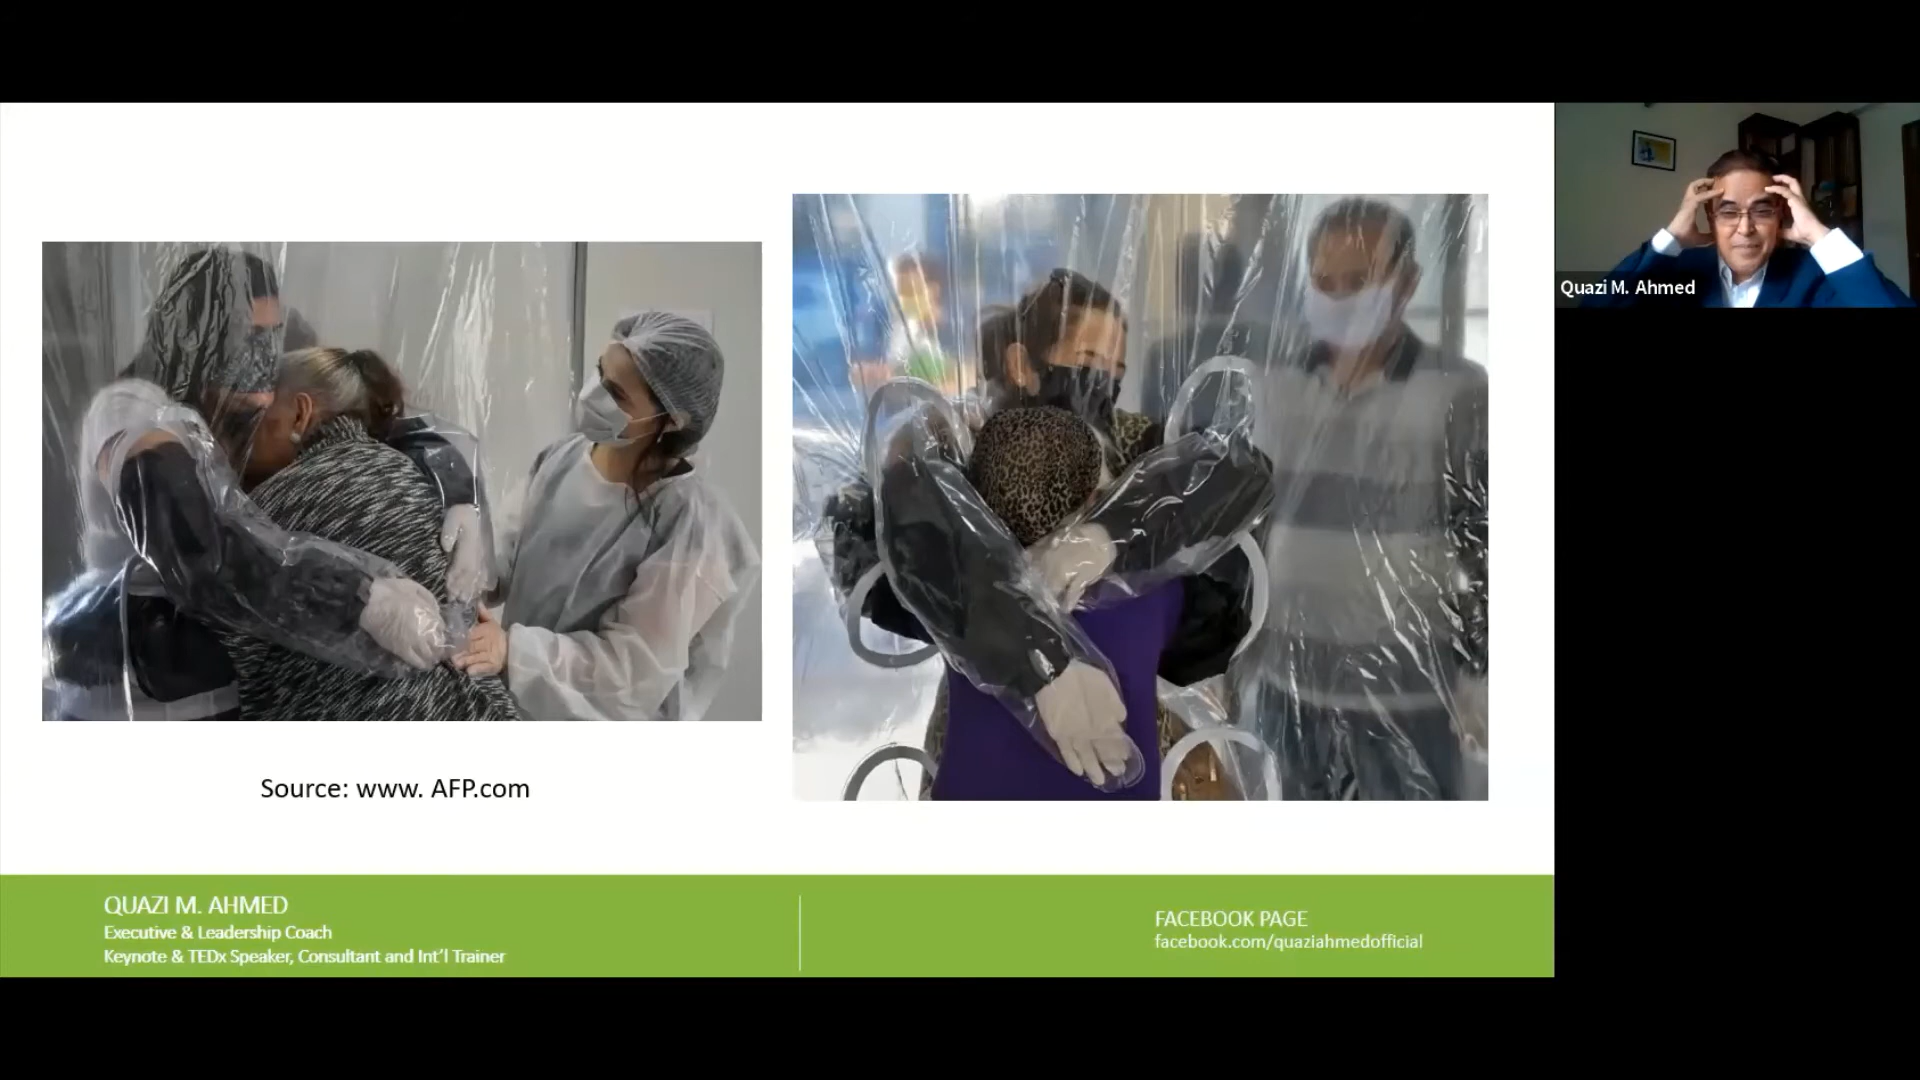 Quazi M. Ahmed
Source: www. AFP.com
QUAZI M. AHMED
Executive & Leadership Coach
Keynote & TEDx Speaker, Consultant and Int'l Trainer
FACEBOOK PAGE
facebook.com/quaziahmedofficial